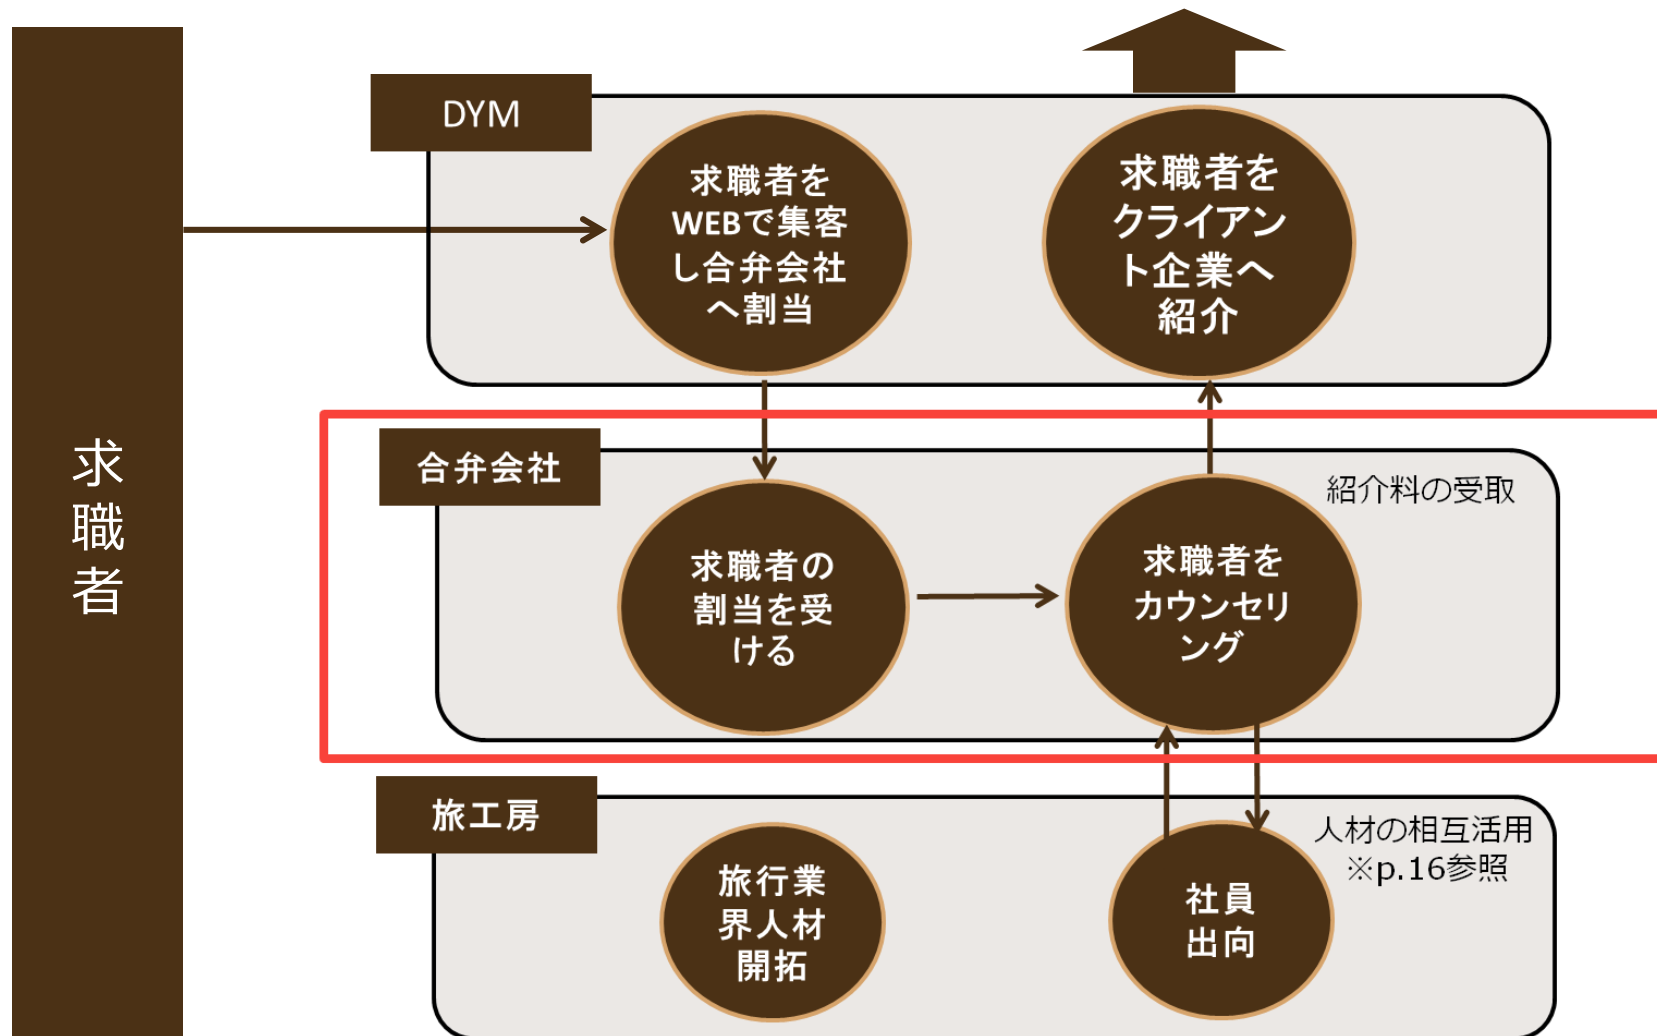 求職者
DYM
求職者を
WEBで集客
し合弁会社
へ割当
求職者を
クライアン
ト企業へ
紹介
合弁会社
紹介料の受取
求職者の
割当を受
ける
求職者を
カウンセリ
ング
旅工房
人材の相互活用
※p.16参照
旅行業
界人材
開拓
社員
出向